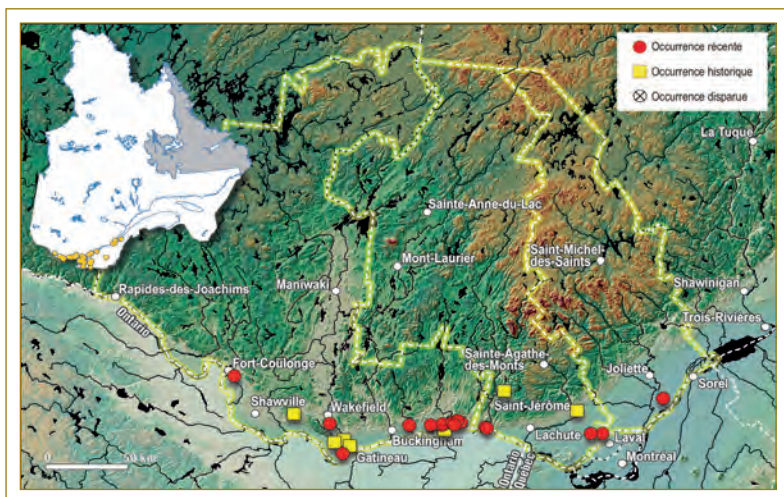 Occurrence récente
Occurrence historique
Occurrence disparue
La Tuque
Sainte-Anne-du-Lac
Saint-Michel
des-Saints
Mont-Laurier
Maniwaki
Shawinigan
Rapides-des-Joachims
Trois-Rivières
Ontario
Fort-Coulonge
Sainte-Agathe
des-Monts
Joliette
Sorel
Shawville
Wakefield
Saint-Jérôme
Buckingham
Lachute
Laval
Gatineau
Montréal
Ontario
Québec
0 50 km